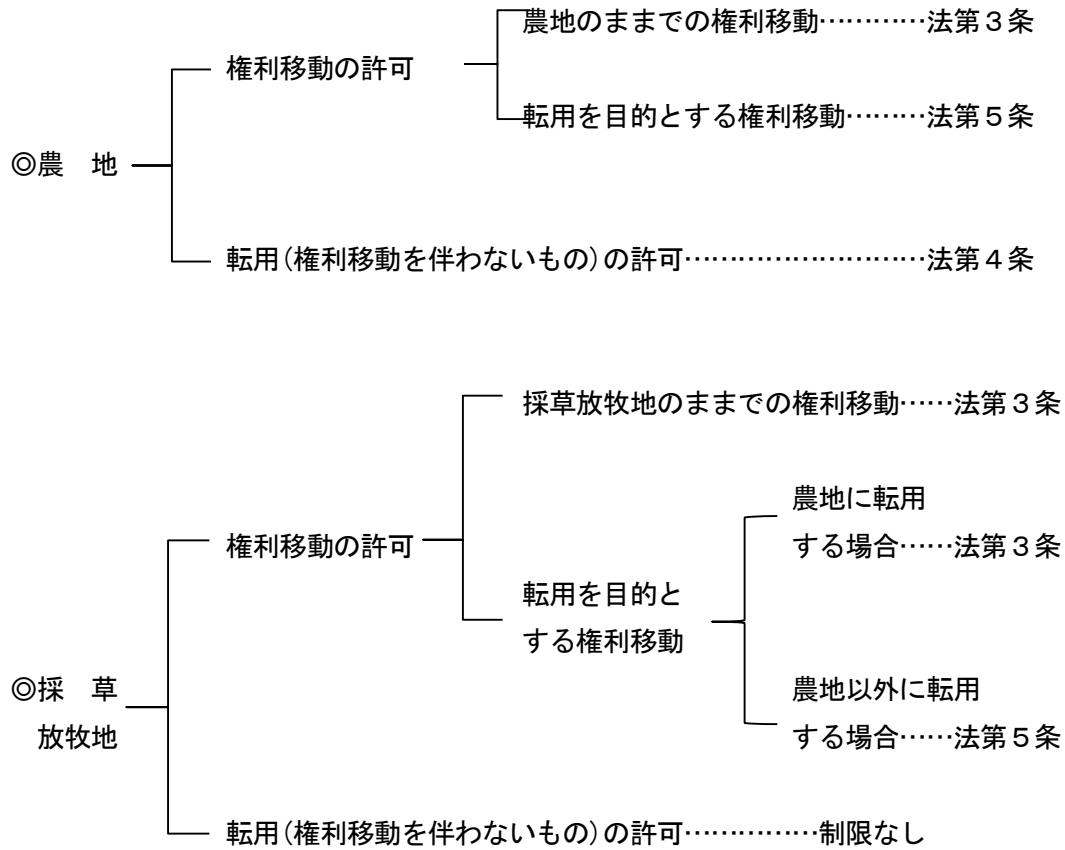 農地のままでの権利移動…………法第３条
権利移動の許可
転用を目的とする権利移動………法第５条
◎農　地
転用（権利移動を伴わないもの）の許可………………………法第４条
採草放牧地のままでの権利移動……法第３条
農地に転用
権利移動の許可
する場合……法第３条
転用を目的と
する権利移動
◎採　草
農地以外に転用
放牧地
する場合……法第５条
転用（権利移動を伴わないもの）の許可……………制限なし